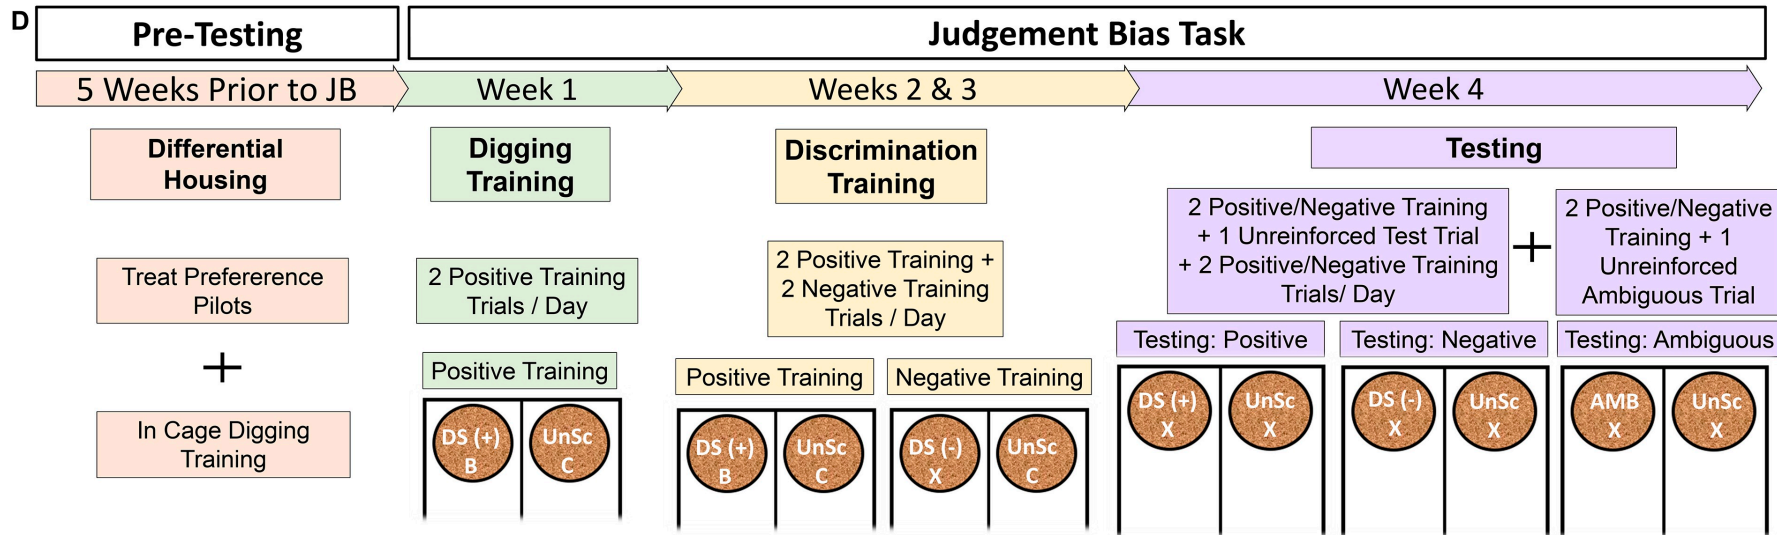 D
Pre-Testing
Judgement Bias Task
5 Weeks Prior to JB
Week 1
Weeks 2 & 3
Week 4
Differential
Housing
Digging
Training
Discrimination
Training
Testing
Treat Prefererence
Pilots
2 Positive Training
Trials / Day
2 Positive Training +
2 Negative Training
Trials / Day
2 Positive/Negative Training
+ 1 Unreinforced Test Trial
+ 2 Positive/Negative Training
Trials/ Day
+
2 Positive/Negative
Training + 1
Unreinforced
Ambiguous Trial
+
In Cage Digging
Training
Positive Training
DS (+)
B
UnSc
C
Positive Training
DS (+)
B
UnSc
C
Negative Training
DS (-)
X
UnSc
C
Testing: Positive
DS (+)
X
UnSc
X
Testing: Negative
DS (-)
X
UnSc
X
Testing: Ambiguous
AMB
X
UnSc
X